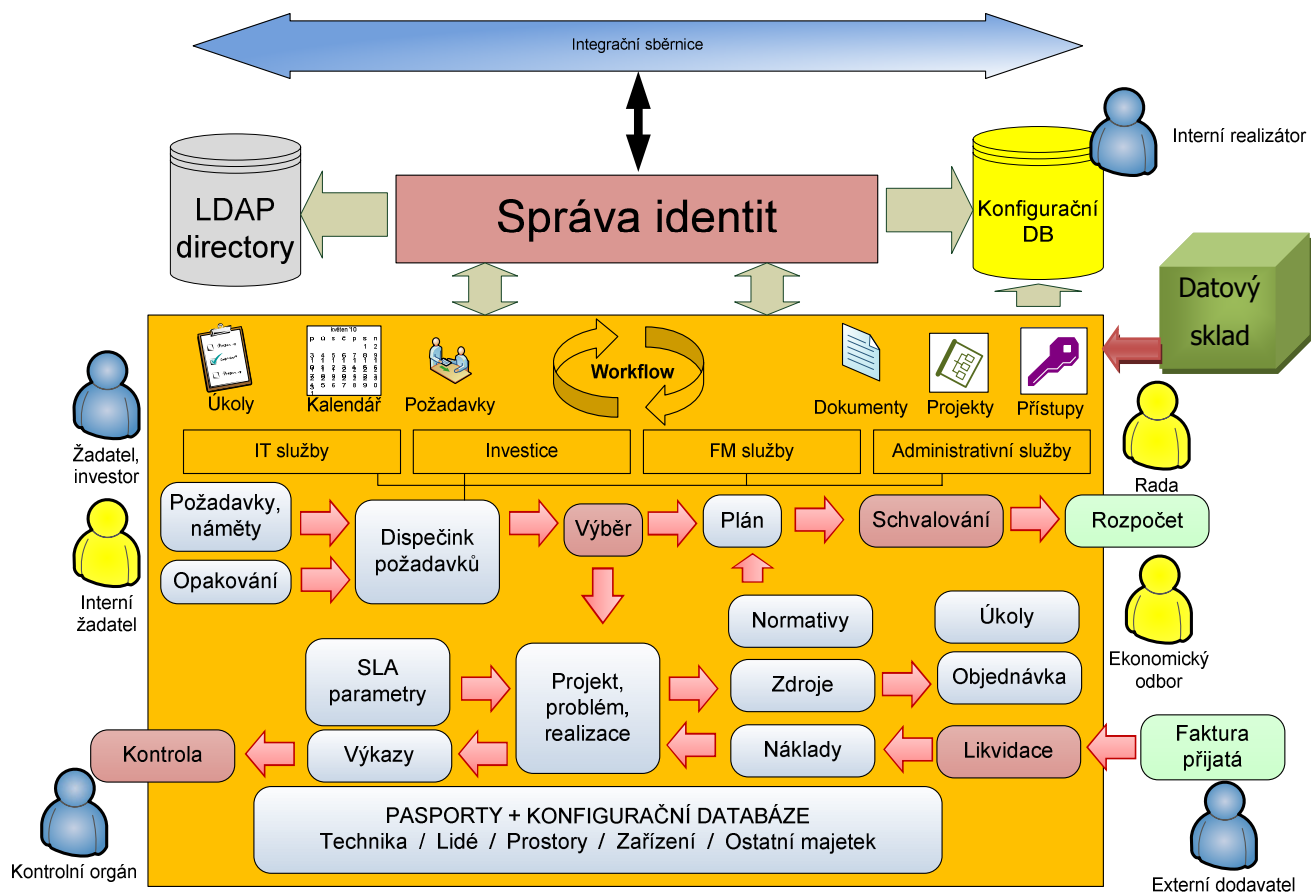 Integrační sběrnice
Interní realizátor
LDAP
directory
Správa identit
Konfigurační
DB
Datový
sklad
květen '10
Úkoly
Kalendář
Požadavky
Workflow
Dokumenty
Projekty
Přístupy
Žadatel,
investor
IT služby
Investice
FM služby
Administrativní služby
Rada
Požadavky,
náměty
Dispečink
požadavků
Výběr
Plán
Schvalování
Rozpočet
Opakování
Interní
žadatel
Normativy
Úkoly
Ekonomický
odbor
SLA
parametry
Projekt,
problém,
realizace
Zdroje
Objednávka
Kontrola
Výkazy
Náklady
Likvidace
Faktura
přijatá
PASPORTY + KONFIGURAČNÍ DATABÁZE
Technika / Lidé / Prostory / Zařízení / Ostatní majetek
Kontrolní orgán
Externí dodavatel